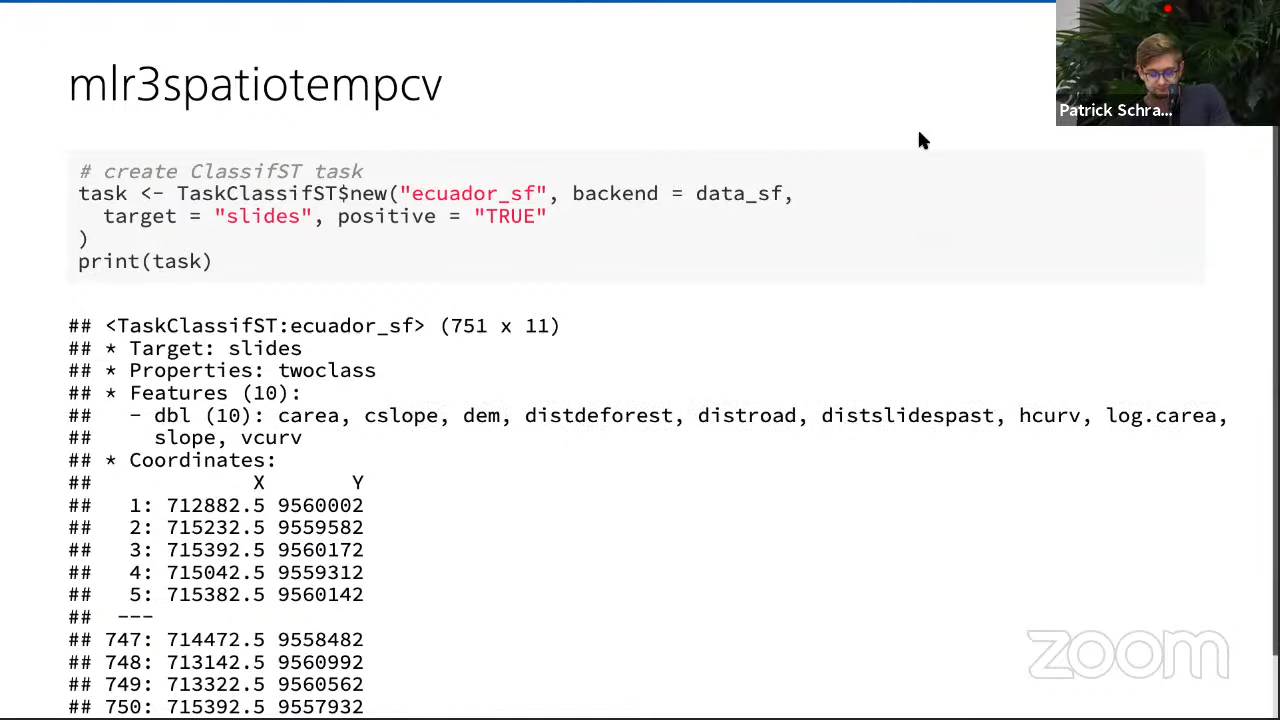 mlr3spatiotempcv
Patrick Schra...
# create ClassifST task
task <- TaskClassifST$new("ecuador_sf", backend = data_sf,
target = "slides", positive = "TRUE"
)
print(task)
## <TaskClassifST:ecuador_sf> (751 x 11)
## * Target: slides
## * Properties: twoclass
## * Features (10):
##   - dbl (10): carea, cslope, dem, distdeforest, distroad, distslidespast, hcurv, log.carea,
##     slope, vcurv
## * Coordinates:
##             X       Y
##   1: 712882.5 9560002
##   2: 715232.5 9559582
##   3: 715392.5 9560172
##   4: 715042.5 9559312
##   5: 715382.5 9560142
##  ---
## 747: 714472.5 9558482
## 748: 713142.5 9560992
## 749: 713322.5 9560562
## 750: 715392.5 9557932
zoom